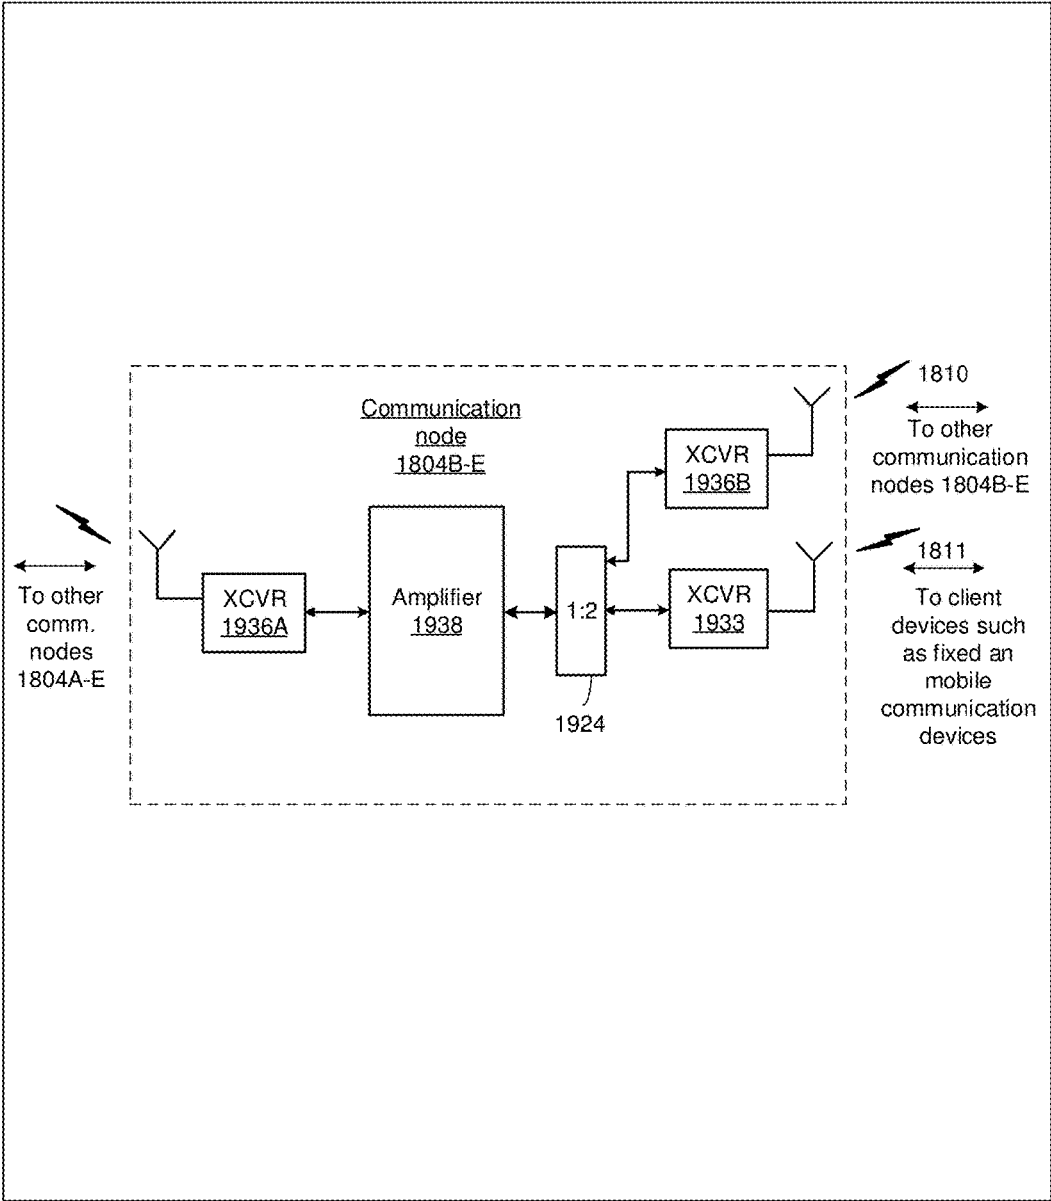 Communication
node
1804B-E
1810
To other
communication
nodes 1804B-E
XCVR
1936B
1811
To client
devices such
as fixed an
mobile
communication
devices
To other
comm.
nodes
1804A-E
XCVR
1936A
Amplifier
1938
1:2
1924
XCVR
1933